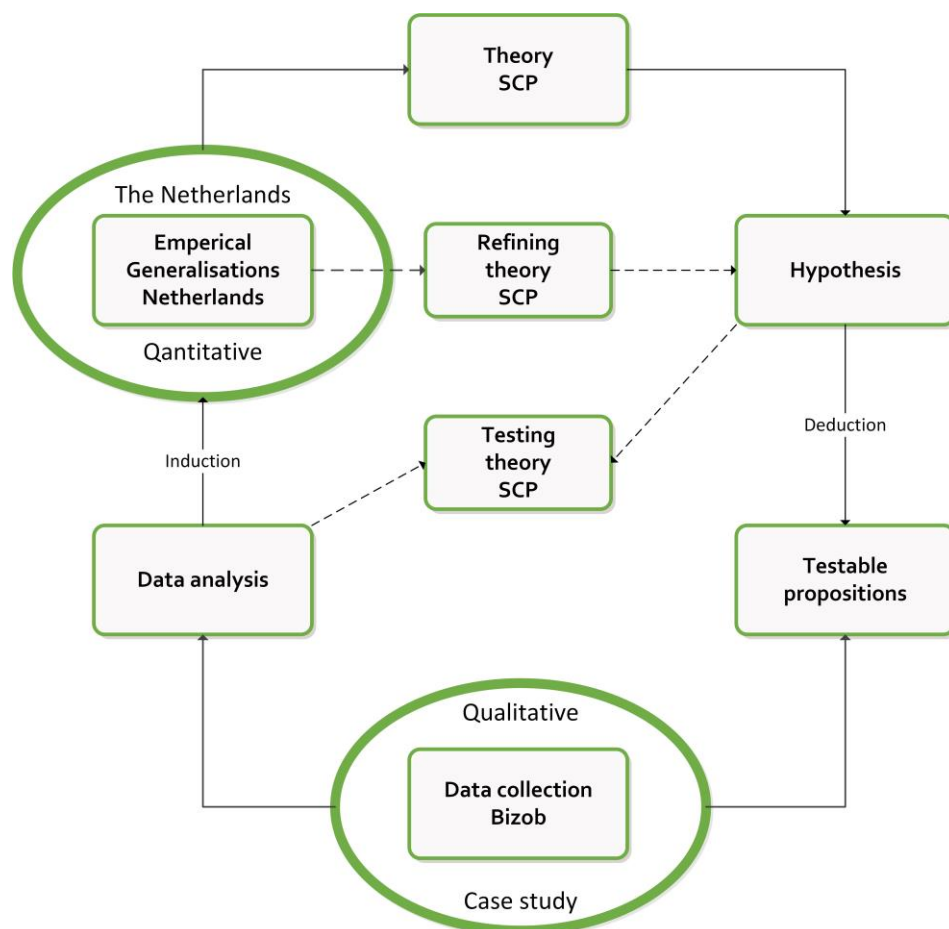 Theory
SCP
The Netherlands
Emperical
Generalisations
Netherlands
Qantitative
Refining
theory
SCP
Hypothesis
Induction
Testing
theory
SCP
Deduction
Data analysis
Testable
propositions
Qualitative
Data collection
Bizob
Case study